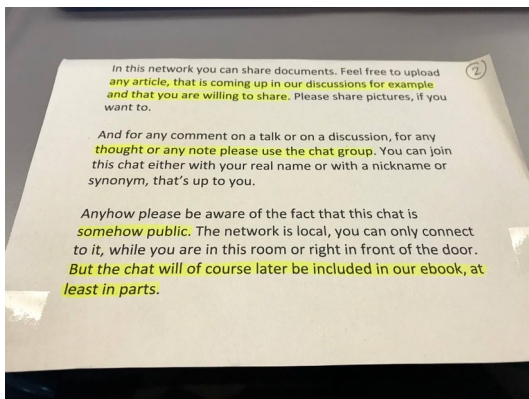 In this network you can share documents. Feel free to upload
any article, that is coming up in our discussions for example
and that you are willing to share. Please share pictures, if you
want to.
2
And for any comment on a talk or on a discussion, for any
thought or any note please use the chat group. You can join
this chat either with your real name or with a nickname or
synonym, that's up to you.
Anyhow please be aware of the fact that this chat is
somehow public. The network is local, you can only connect
to it, while you are in this room or right in front of the door.
But the chat will of course later be included in our ebook, at
least in parts.